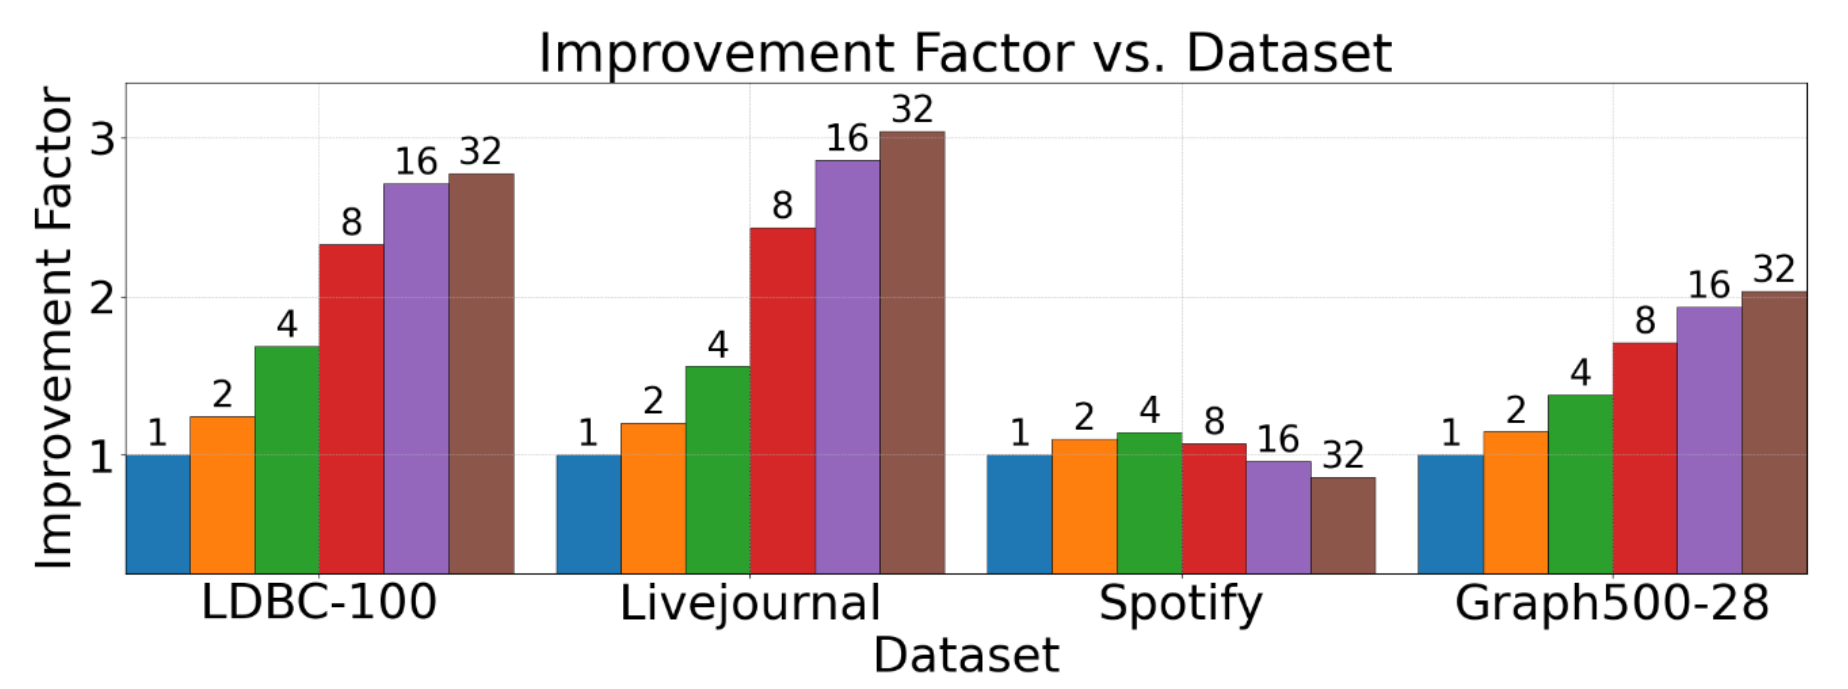 Improvement Factor vs. Dataset
Improvement Factor
3
2
1
1 2 4 8 16 32
1 2 4 8 16 32
1 2 4 8 16 32
1 2 4 8 16 32
LDBC-100 Livejournal Spotify Graph500-28
Dataset